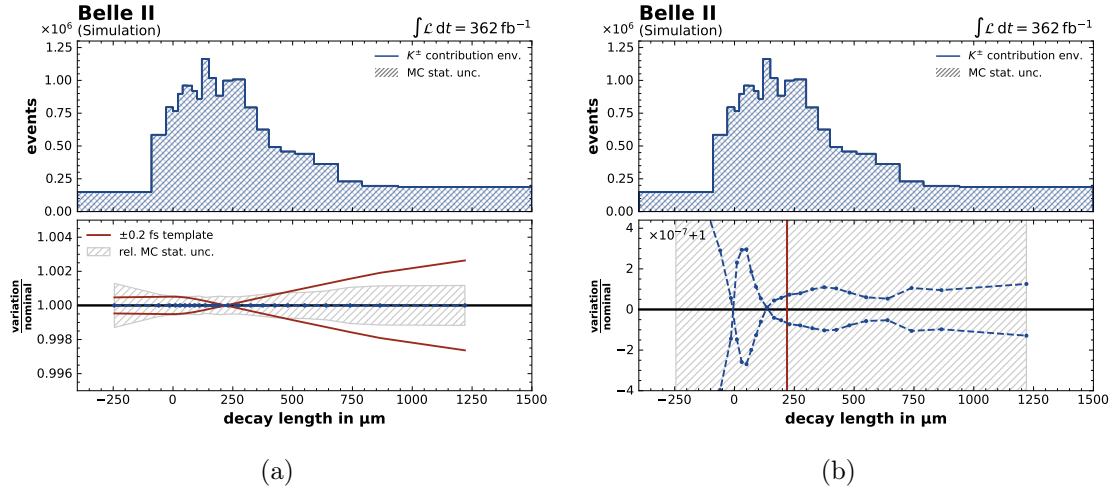 Belle II
(Simulation)
∫ℒ dt = 362 fb⁻¹
×10⁶
1.25
1.00
0.75
0.50
0.25
0.00
events
K± contribution env.
MC stat. unc.
1.004
1.002
1.000
0.998
0.996
variation
nominal
±0.2 fs template
rel. MC stat. unc.
−250 0 250 500 750 1000 1250 1500
decay length in μm
(a)
Belle II
(Simulation)
∫ℒ dt = 362 fb⁻¹
×10⁶
1.25
1.00
0.75
0.50
0.25
0.00
events
K± contribution env.
MC stat. unc.
×10⁻⁷+1
4
2
0
−2
−4
variation
nominal
−250 0 250 500 750 1000 1250 1500
decay length in μm
(b)